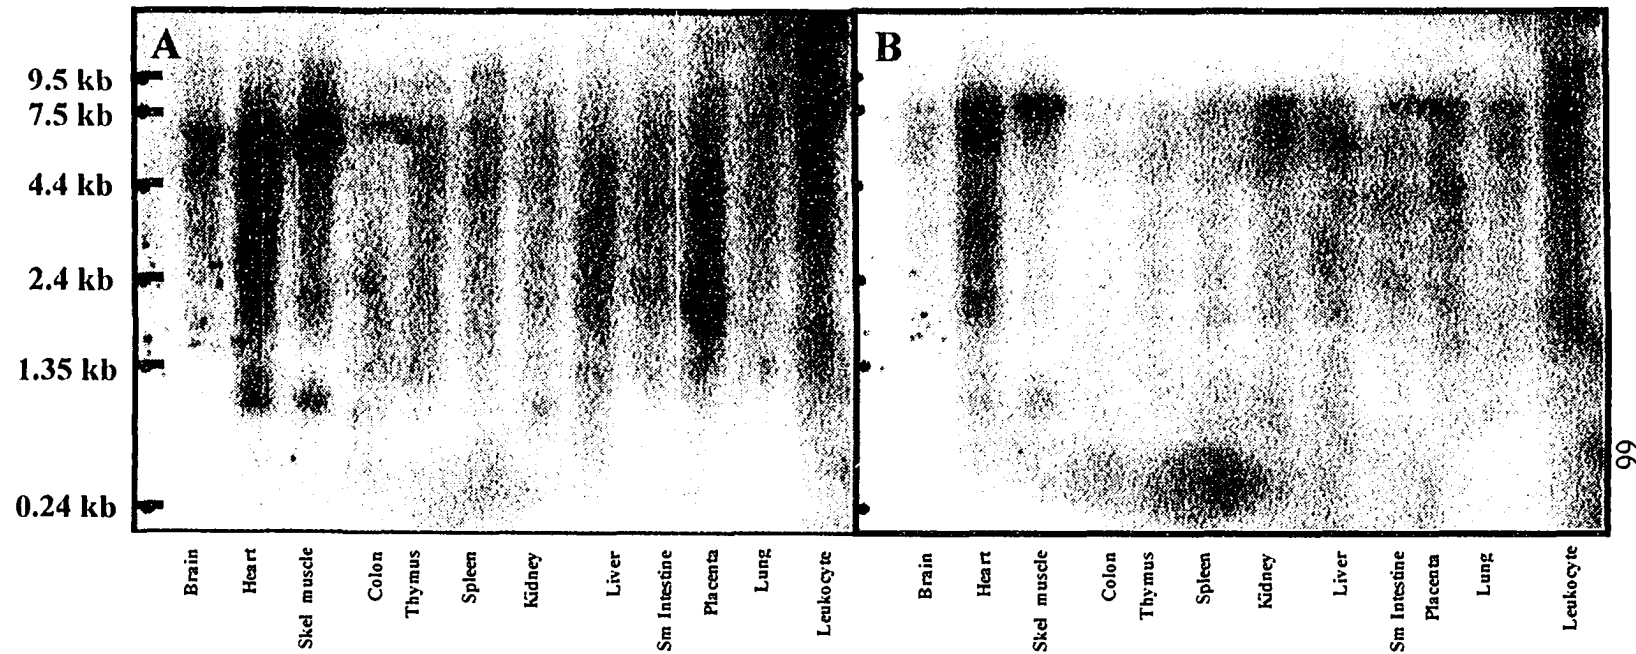 A
B
9.5 kb
7.5 kb
4.4 kb
2.4 kb
1.35 kb
0.24 kb
Brain
Heart
Skel muscle
Colon
Thymus
Spleen
Kidney
Liver
Sm Intestine
Placenta
Lung
Leukocyte
Brain
Heart
Skel muscle
Colon
Thymus
Spleen
Kidney
Liver
Sm Intestine
Placenta
Lung
Leukocyte
66